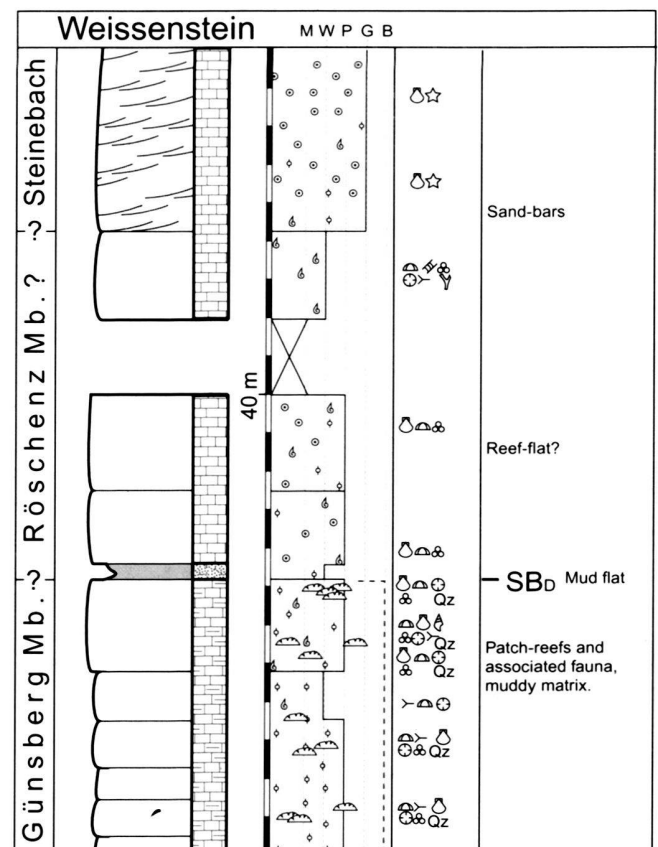 Weissenstein
M W P G B
Steinebach
?
Röschenz Mb. ?
?
Günsberg Mb.
40 m
Sand-bars
Reef-flat?
SBD Mud flat
Qz
Qz
Qz
Patch-reefs and
associated fauna,
muddy matrix.
Qz
Qz